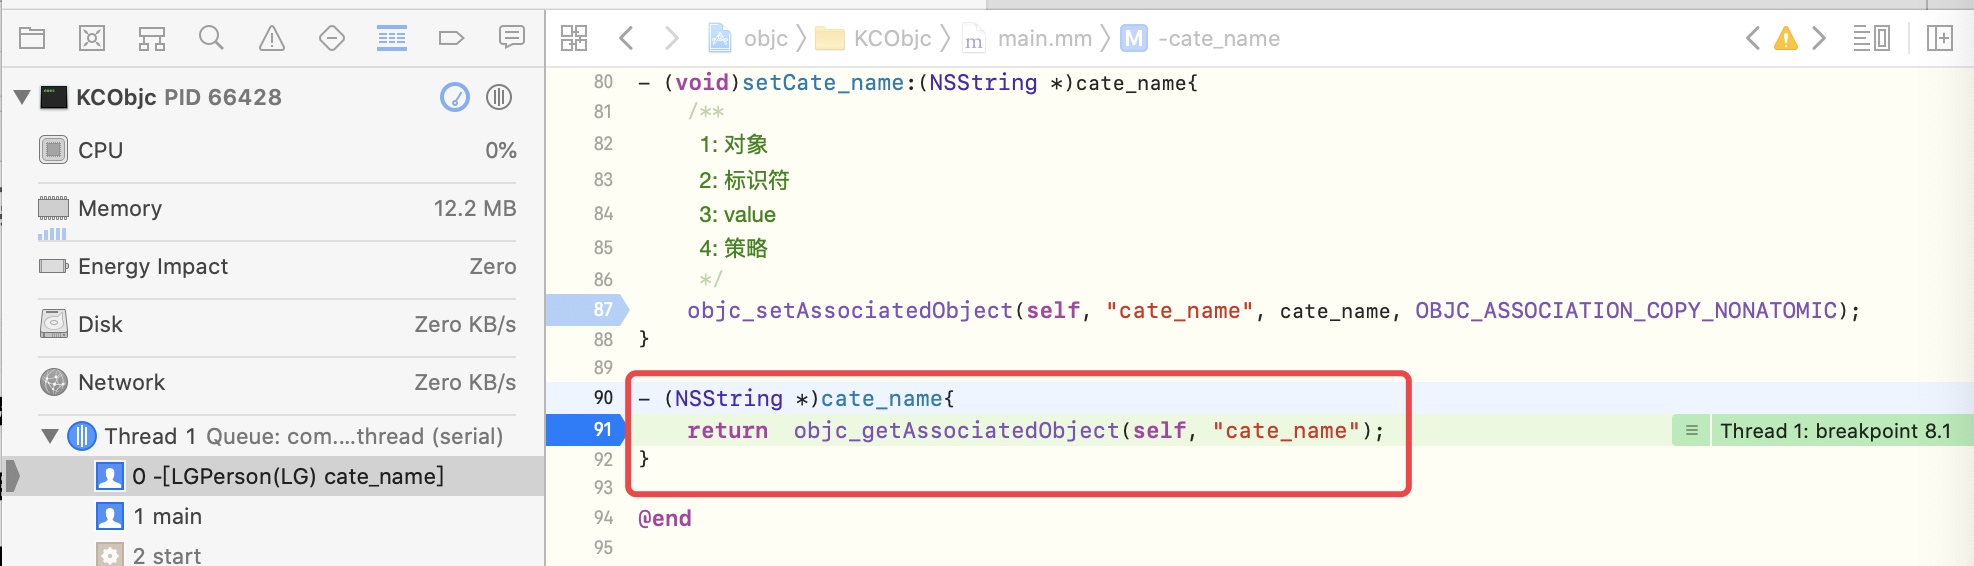 objc 〉 KCObjc 〉 main.mm 〉 M -cate_name
KCObjc PID 66428
CPU 0%
Memory 12.2 MB
Energy Impact Zero
Disk Zero KB/s
Network Zero KB/s
Thread 1 Queue: com....thread (serial)
0 -[LGPerson(LG) cate_name]
1 main
2 start
80 - (void)setCate_name:(NSString *)cate_name{
81 /**
82 1: 对象
83 2: 标识符
84 3: value
85 4: 策略
86 */
87 objc_setAssociatedObject(self, "cate_name", cate_name, OBJC_ASSOCIATION_COPY_NONATOMIC);
88 }
89
90 - (NSString *)cate_name{
91 return objc_getAssociatedObject(self, "cate_name"); Thread 1: breakpoint 8.1
92 }
93
94 @end
95